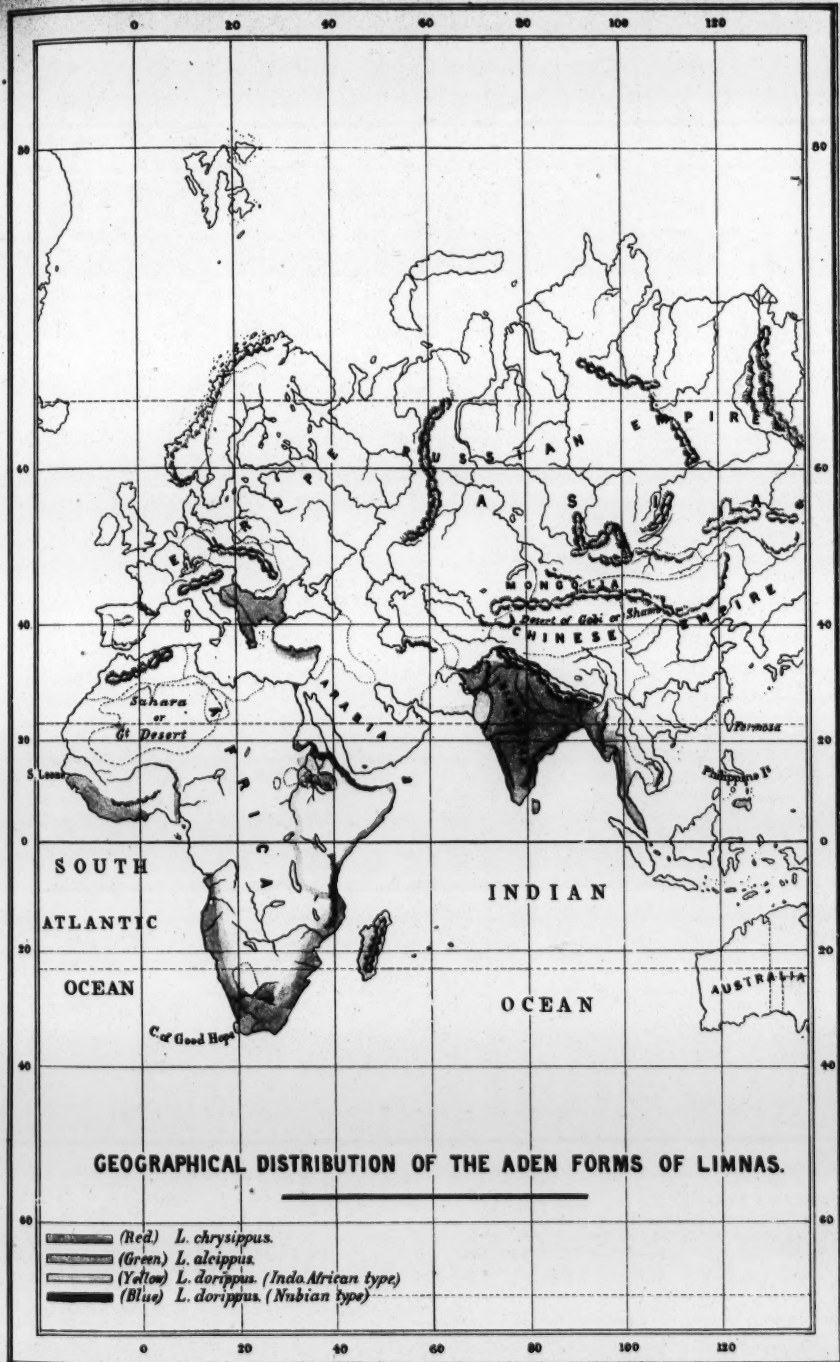 0 20 40 60 80 100 120
80 80
RUSSIAN EMPIRE
60 60
EUROPE
ASIA
MONGOLIA
Desert of Gobi or Shamo
CHINESE EMPIRE
40 40
ARABIA
Sahara
or
Gt Desert
20 20
Formosa
S. Leone
AFRICA
Philippine Is
0 0
SOUTH
ATLANTIC
OCEAN
INDIAN
OCEAN
20 20
AUSTRALIA
C. of Good Hope
40 40
GEOGRAPHICAL DISTRIBUTION OF THE ADEN FORMS OF LIMNAS.
60 60
(Red) L. chrysippus.
(Green) L. alcippus.
(Yellow) L. dorippus. (Indo. African type)
(Blue) L. dorippus. (Nubian type)
0 20 40 60 80 100 120